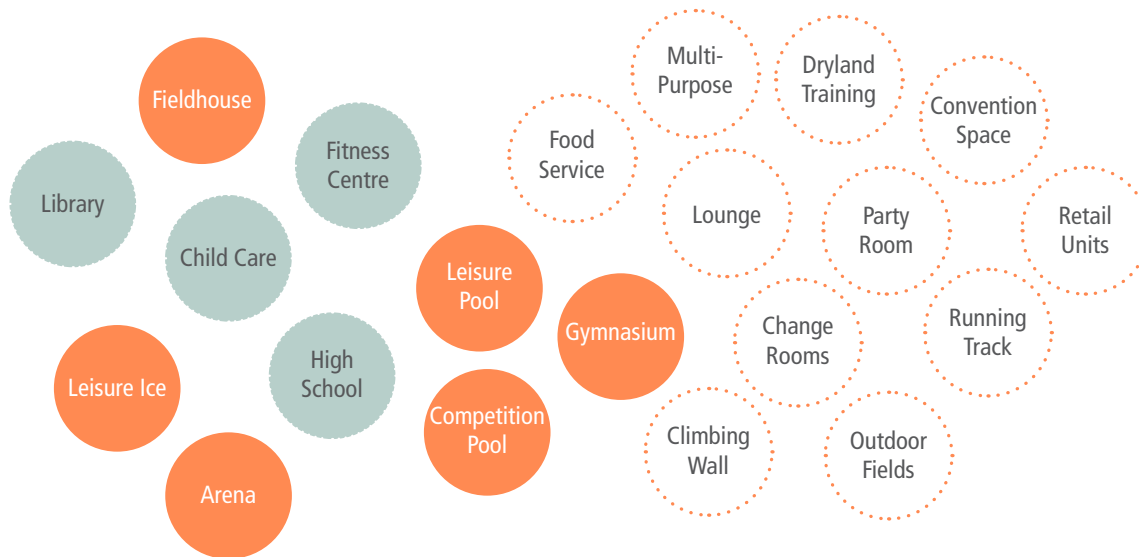 Multi-
Purpose
Dryland
Training
Fieldhouse
Convention
Space
Food
Service
Fitness
Centre
Library
Lounge
Party
Room
Retail
Units
Child Care
Leisure
Pool
Gymnasium
Change
Rooms
Running
Track
High
School
Leisure Ice
Competition
Pool
Climbing
Wall
Outdoor
Fields
Arena